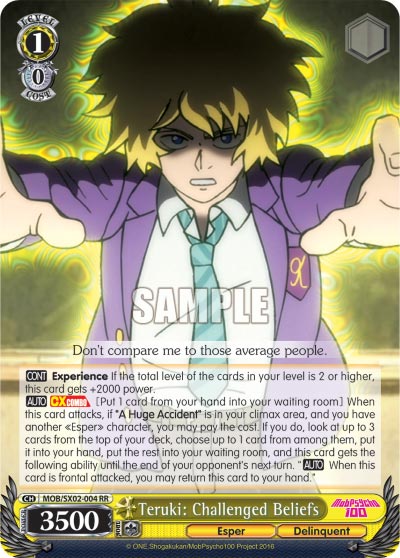 LEVEL
1
0
COST
SAMPLE
Don't compare me to those average people.
CONT Experience If the total level of the cards in your level is 2 or higher,
this card gets +2000 power.
AUTO CX COMBO [Put 1 card from your hand into your waiting room] When
this card attacks, if "A Huge Accident" is in your climax area, and you have
another «Esper» character, you may pay the cost. If you do, look at up to 3
cards from the top of your deck, choose up to 1 card from among them, put
it into your hand, put the rest into your waiting room, and this card gets the
following ability until the end of your opponent's next turn. "AUTO When this
card is frontal attacked, you may return this card to your hand."
CD MOB/SX02-004 RR
Teruki: Challenged Beliefs
MobPsycho
100
POWER
3500
Esper
Delinquent
© ONE,Shogakukan/MobPsycho100 Project 2016